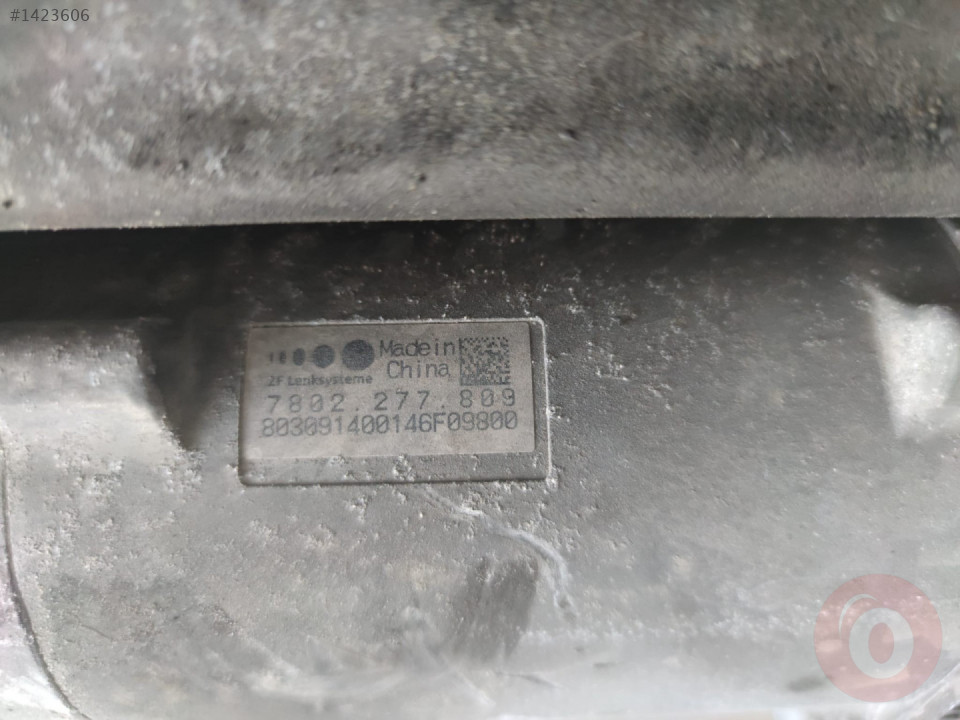 #1423606
Made in
China
ZF Lenksysteme
7802.277.809
803091400146F09800